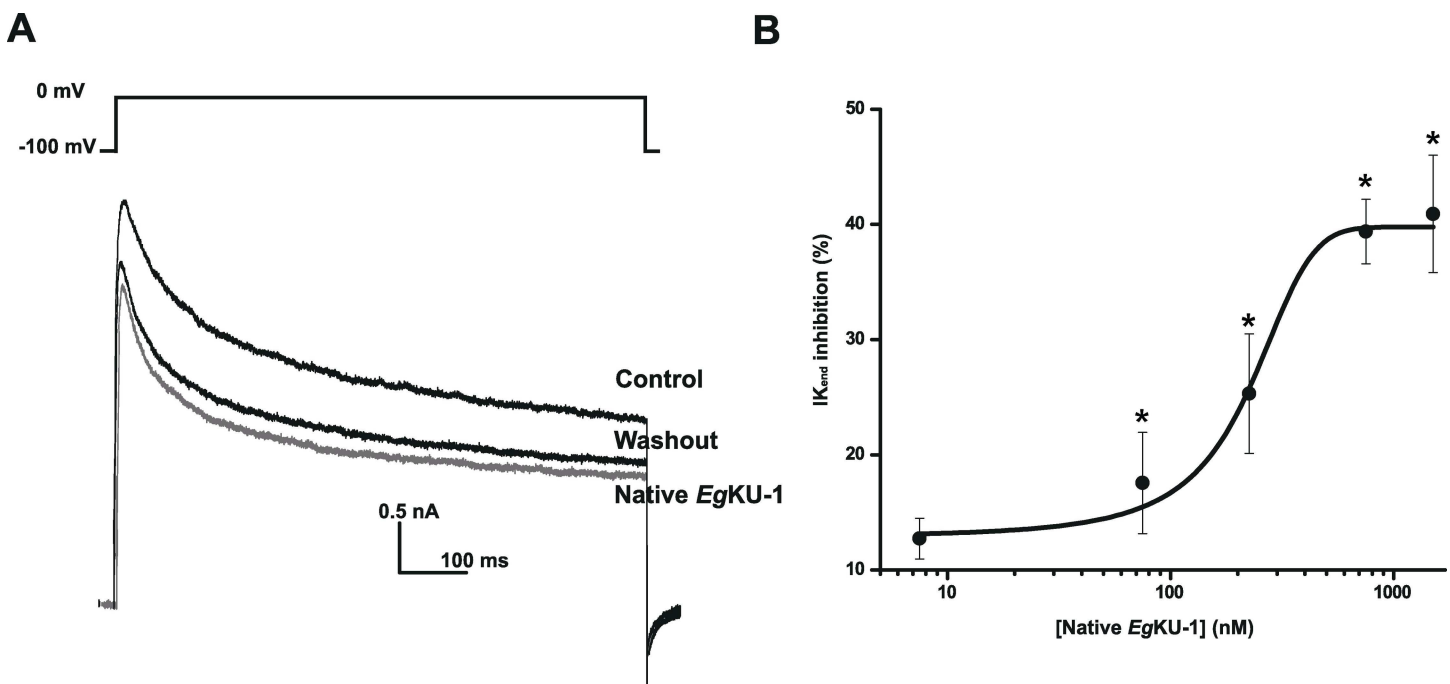 A
0 mV
-100 mV
Control
Washout
Native EgKU-1
0.5 nA
100 ms
B
50
40
30
20
10
IKend inhibition (%)
*
*
*
*
10
100
1000
[Native EgKU-1] (nM)